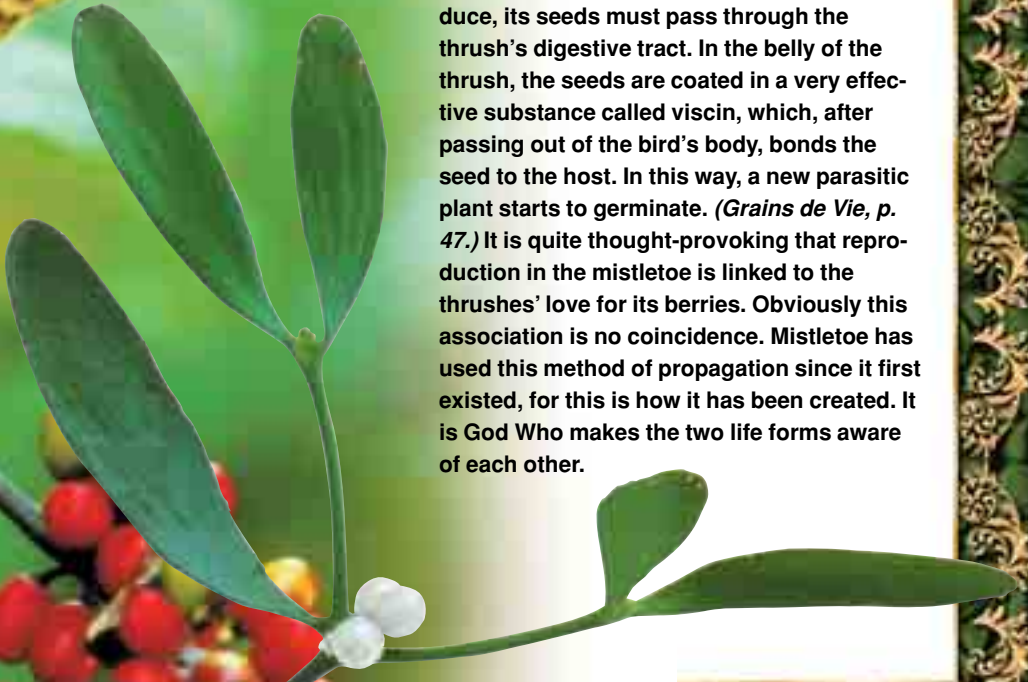 duce, its seeds must pass through the
thrush's digestive tract. In the belly of the
thrush, the seeds are coated in a very effec-
tive substance called viscin, which, after
passing out of the bird's body, bonds the
seed to the host. In this way, a new parasitic
plant starts to germinate. (Grains de Vie, p.
47.) It is quite thought-provoking that repro-
duction in the mistletoe is linked to the
thrushes' love for its berries. Obviously this
association is no coincidence. Mistletoe has
used this method of propagation since it first
existed, for this is how it has been created. It
is God Who makes the two life forms aware
of each other.